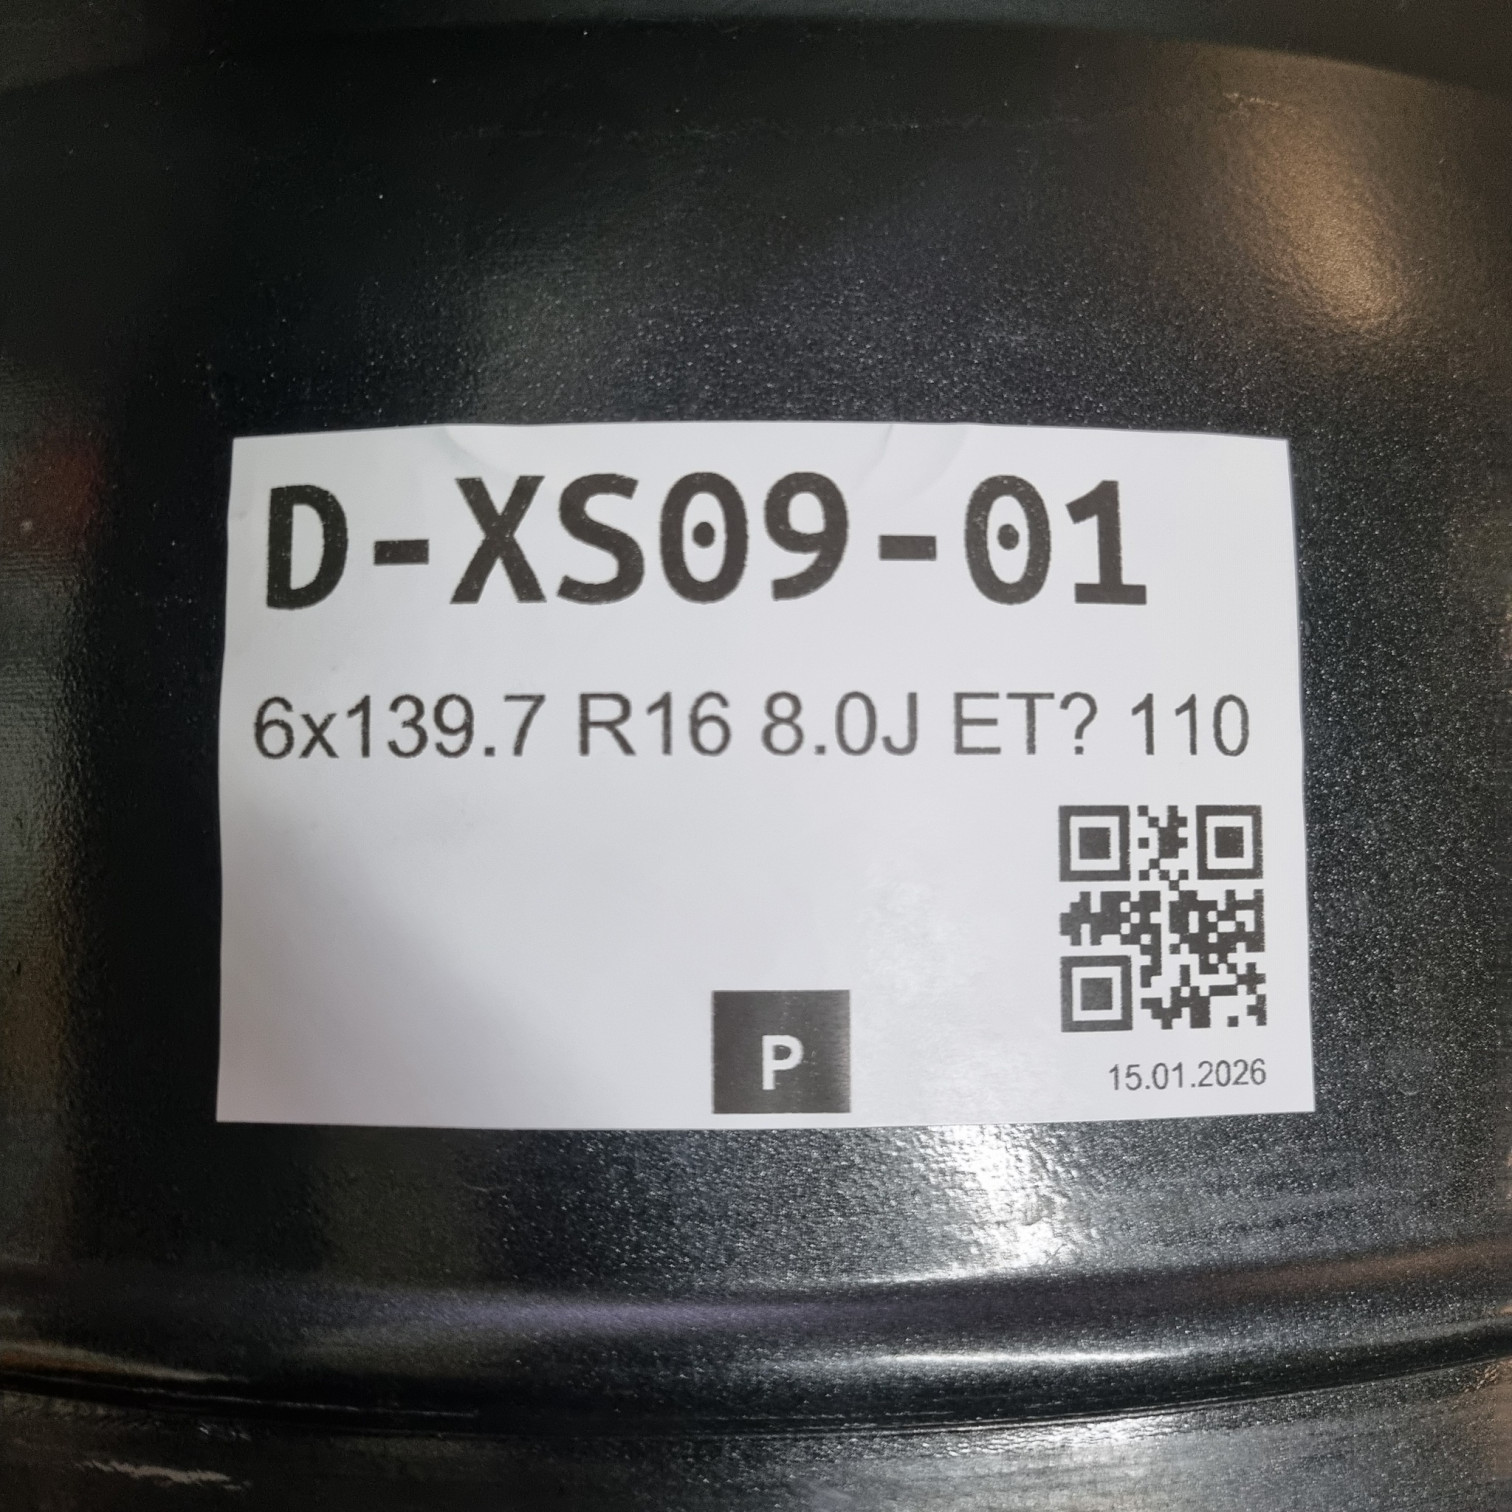 D-XS09-01
6x139.7 R16 8.0J ET? 110
P
15.01.2026